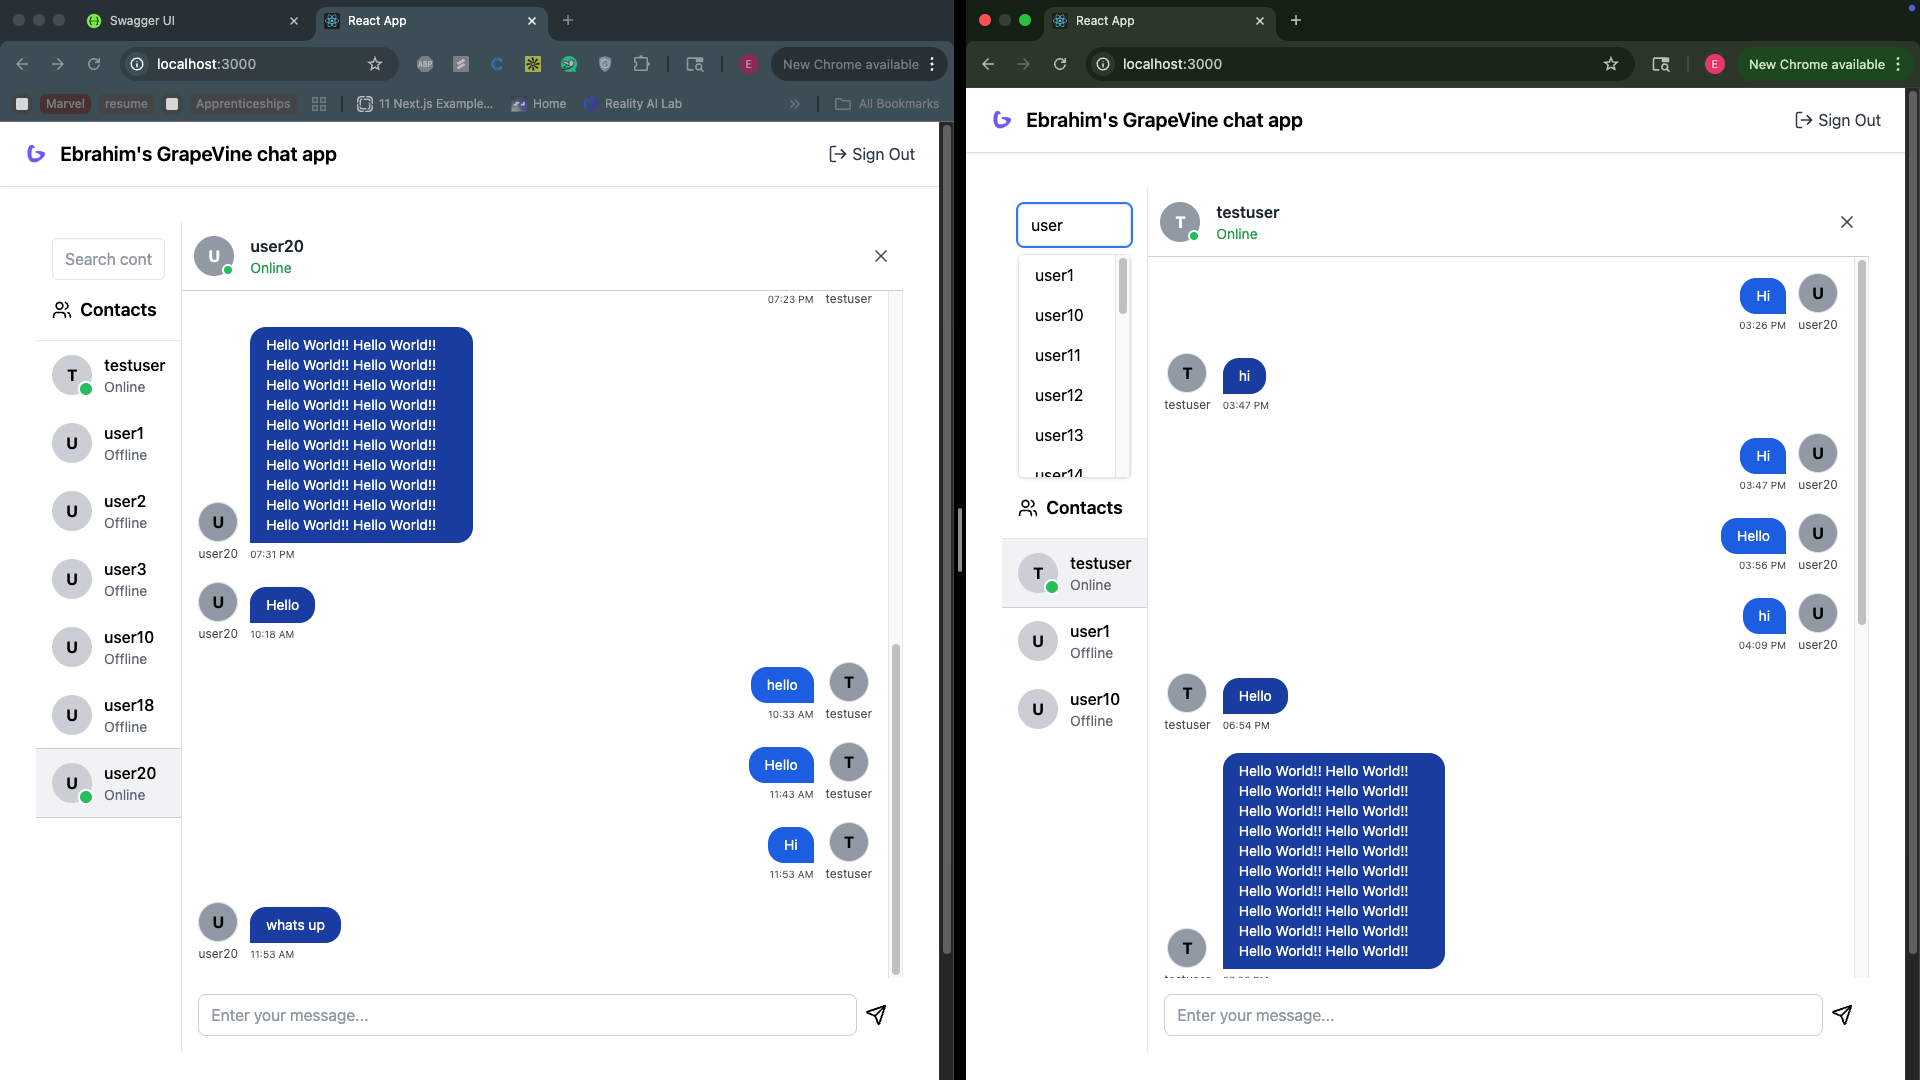 Swagger UI
React App
localhost:3000
ABP
E
New Chrome available
Marvel
resume
Apprenticeships
11 Next.js Example...
Home
Reality AI Lab
All Bookmarks
Ebrahim's GrapeVine chat app
Sign Out
Search cont
Contacts
T
testuser
Online
U
user1
Offline
U
user2
Offline
U
user3
Offline
U
user10
Offline
U
user18
Offline
U
user20
Online
U
user20
Online
07:23 PM testuser
Hello World!! Hello World!!
Hello World!! Hello World!!
Hello World!! Hello World!!
Hello World!! Hello World!!
Hello World!! Hello World!!
Hello World!! Hello World!!
Hello World!! Hello World!!
Hello World!! Hello World!!
Hello World!! Hello World!!
Hello World!! Hello World!!
U
user20 07:31 PM
U
Hello
user20 10:18 AM
hello
T
10:33 AM testuser
Hello
T
11:43 AM testuser
Hi
T
11:53 AM testuser
U
whats up
user20 11:53 AM
Enter your message...
React App
localhost:3000
E
New Chrome available
Ebrahim's GrapeVine chat app
Sign Out
user
user1
user10
user11
user12
user13
user14
Contacts
T
testuser
Online
U
user1
Offline
U
user10
Offline
T
testuser
Online
Hi
U
03:26 PM user20
T
hi
testuser 03:47 PM
Hi
U
03:47 PM user20
Hello
U
03:56 PM user20
hi
U
04:09 PM user20
T
Hello
testuser 06:54 PM
Hello World!! Hello World!!
Hello World!! Hello World!!
Hello World!! Hello World!!
Hello World!! Hello World!!
Hello World!! Hello World!!
Hello World!! Hello World!!
Hello World!! Hello World!!
Hello World!! Hello World!!
Hello World!! Hello World!!
Hello World!! Hello World!!
T
Enter your message...